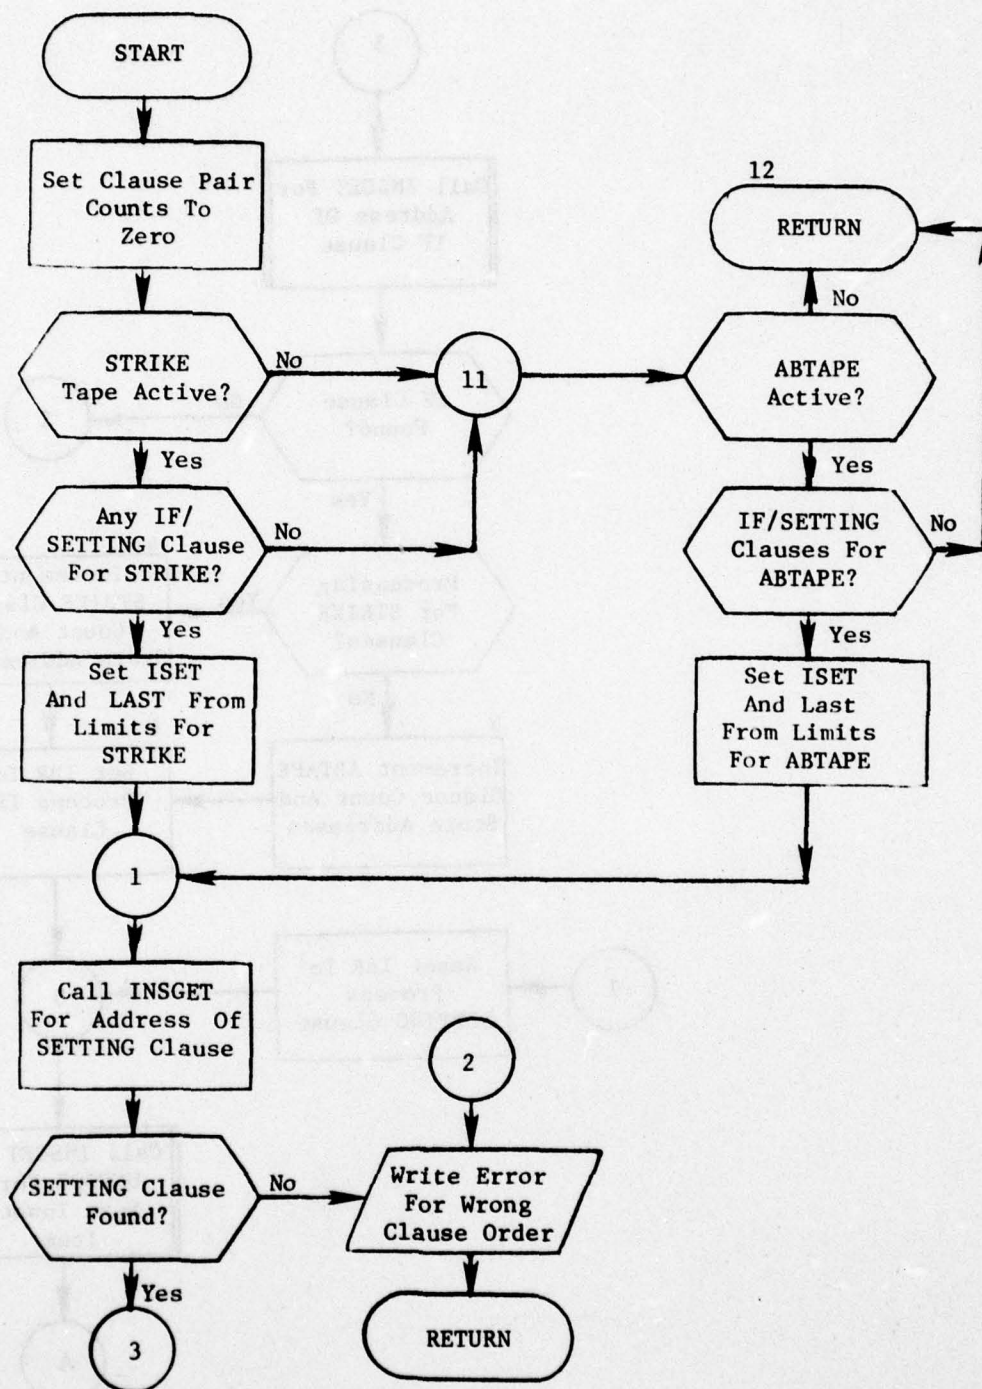 START
Set Clause Pair
Counts To
Zero
STRIKE
Tape Active?
No
Yes
Any IF/
SETTING Clause
For STRIKE?
No
Yes
Set ISET
And LAST From
Limits For
STRIKE
1
Call INSGET
For Address Of
SETTING Clause
SETTING Clause
Found?
No
Yes
3
2
Write Error
For Wrong
Clause Order
RETURN
11
12
RETURN
No
ABTAPE
Active?
Yes
IF/SETTING
Clauses For
ABTAPE?
No
Yes
Set ISET
And Last
From Limits
For ABTAPE